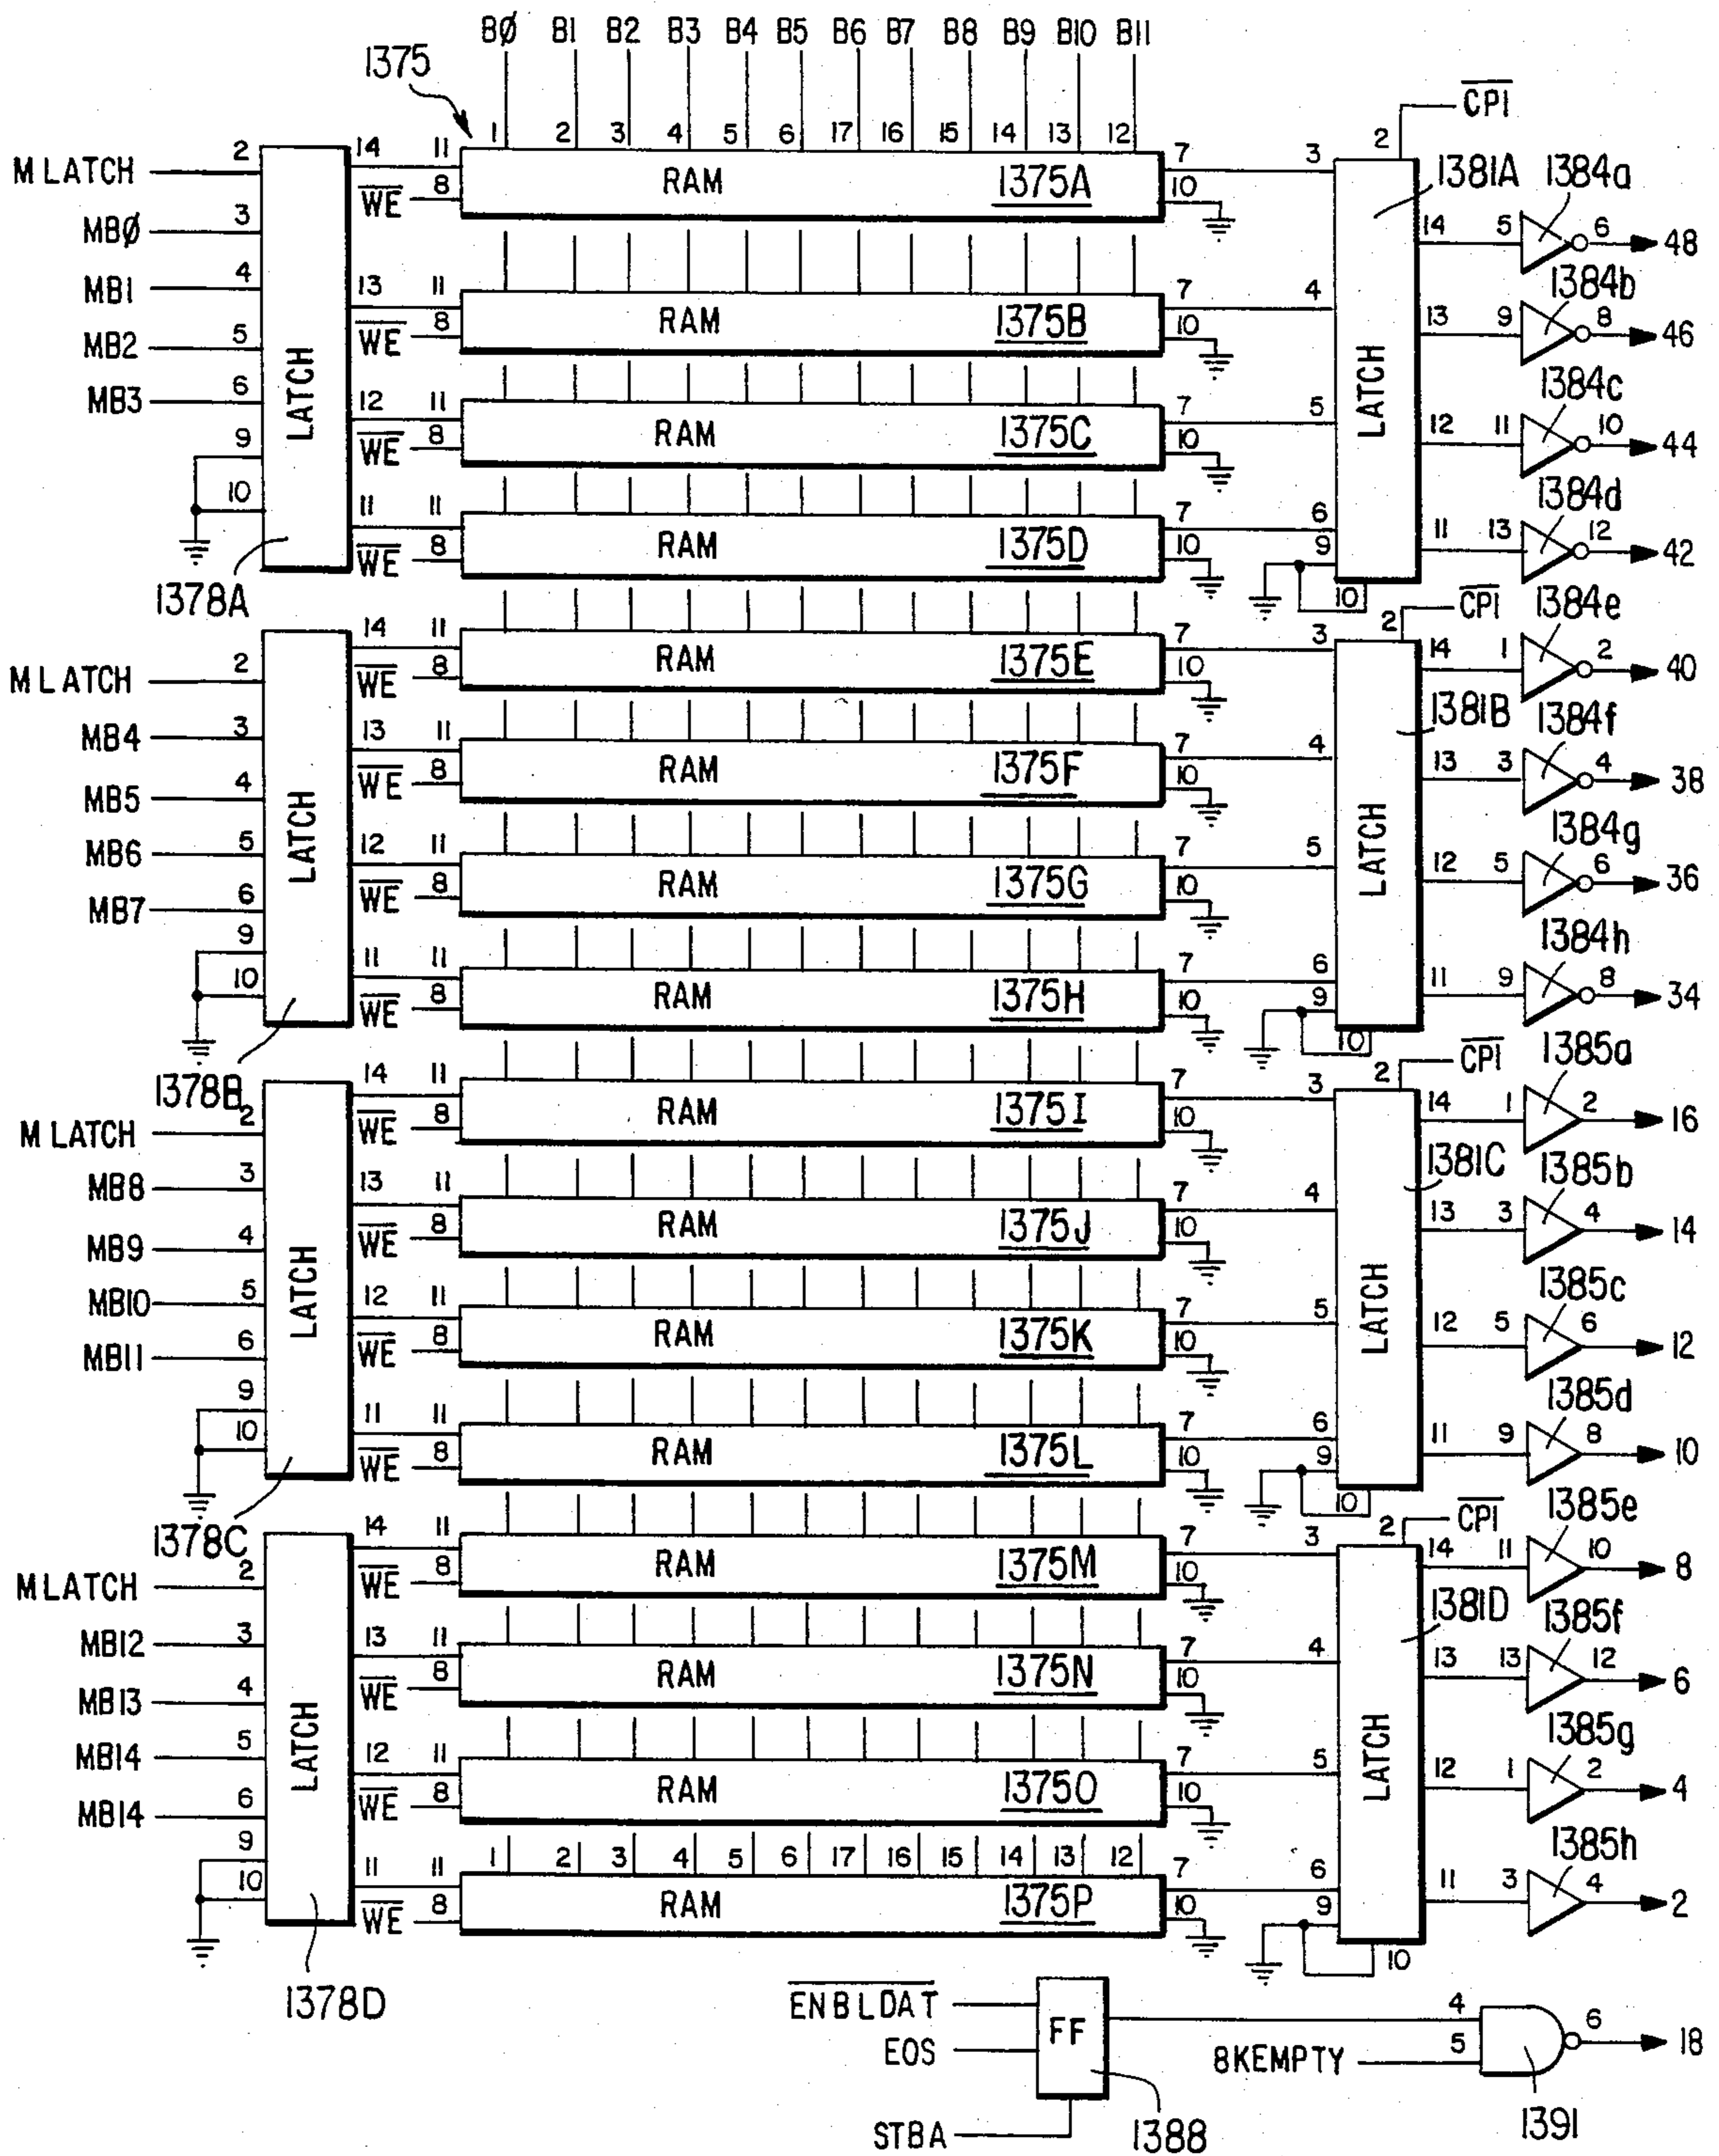 BØ B1 B2 B3 B4 B5 B6 B7 B8 B9 B10 B11
1375
1 2 3 4 5 6 17 16 15 14 13 12
2 CPI
M LATCH 2 14 11 RAM 1375A 7 3 1381A 1384a
WE 8 10
MBØ 3 14 5 6 48
MB1 4 13 11 RAM 1375B 7 4 1384b
WE 8 10 13 9 8 46
MB2 5
MB3 6 12 11 RAM 1375C 7 5 1384c
LATCH LATCH
WE 8 10 12 11 10 44
9
10 11 11 RAM 1375D 7 6 1384d
WE 8 10 9 11 13 12 42
1378A 10
2 CPI 1384e
14 11 RAM 1375E 7 3
M LATCH 2 WE 8 10 14 1 2 40
1381B 1384f
MB4 3 13 11 RAM 1375F 7 4
WE 8 10 13 3 4 38
MB5 4
LATCH LATCH
MB6 5 12 11 RAM 1375G 7 5 1384g
WE 8 10 12 5 6 36
MB7 6
9
10 11 11 RAM 1375H 7 6 1384h
WE 8 10 9 11 9 8 34
10
1378B 2 CPI 1385a
14 11 RAM 1375I 7 3
M LATCH 2 WE 8 10 14 1 2 16
1381C 1385b
MB8 3 13 11 RAM 1375J 7 4
WE 8 10 13 3 4 14
MB9 4
LATCH LATCH
MB10 5 12 11 RAM 1375K 7 5 1385c
WE 8 10 12 5 6 12
MB11 6
9
10 11 11 RAM 1375L 7 6 1385d
WE 8 10 9 11 9 8 10
10
1378C 2 CPI 1385e
14 11 RAM 1375M 7 3
M LATCH 2 WE 8 10 14 11 10 8
1381D 1385f
MB12 3 13 11 RAM 1375N 7 4
WE 8 10 13 13 12 6
MB13 4
LATCH LATCH
MB14 5 12 11 RAM 1375O 7 5 1385g
WE 8 10 12 1 2 4
MB14 6
9 1 2 3 4 5 6 17 16 15 14 13 12
10 11 11 RAM 1375P 7 6 1385h
WE 8 10 9 11 3 4 2
10
1378D
ENBLDAT
FF 4 6 18
EOS 8KEMPTY 5
STBA 1388 1391